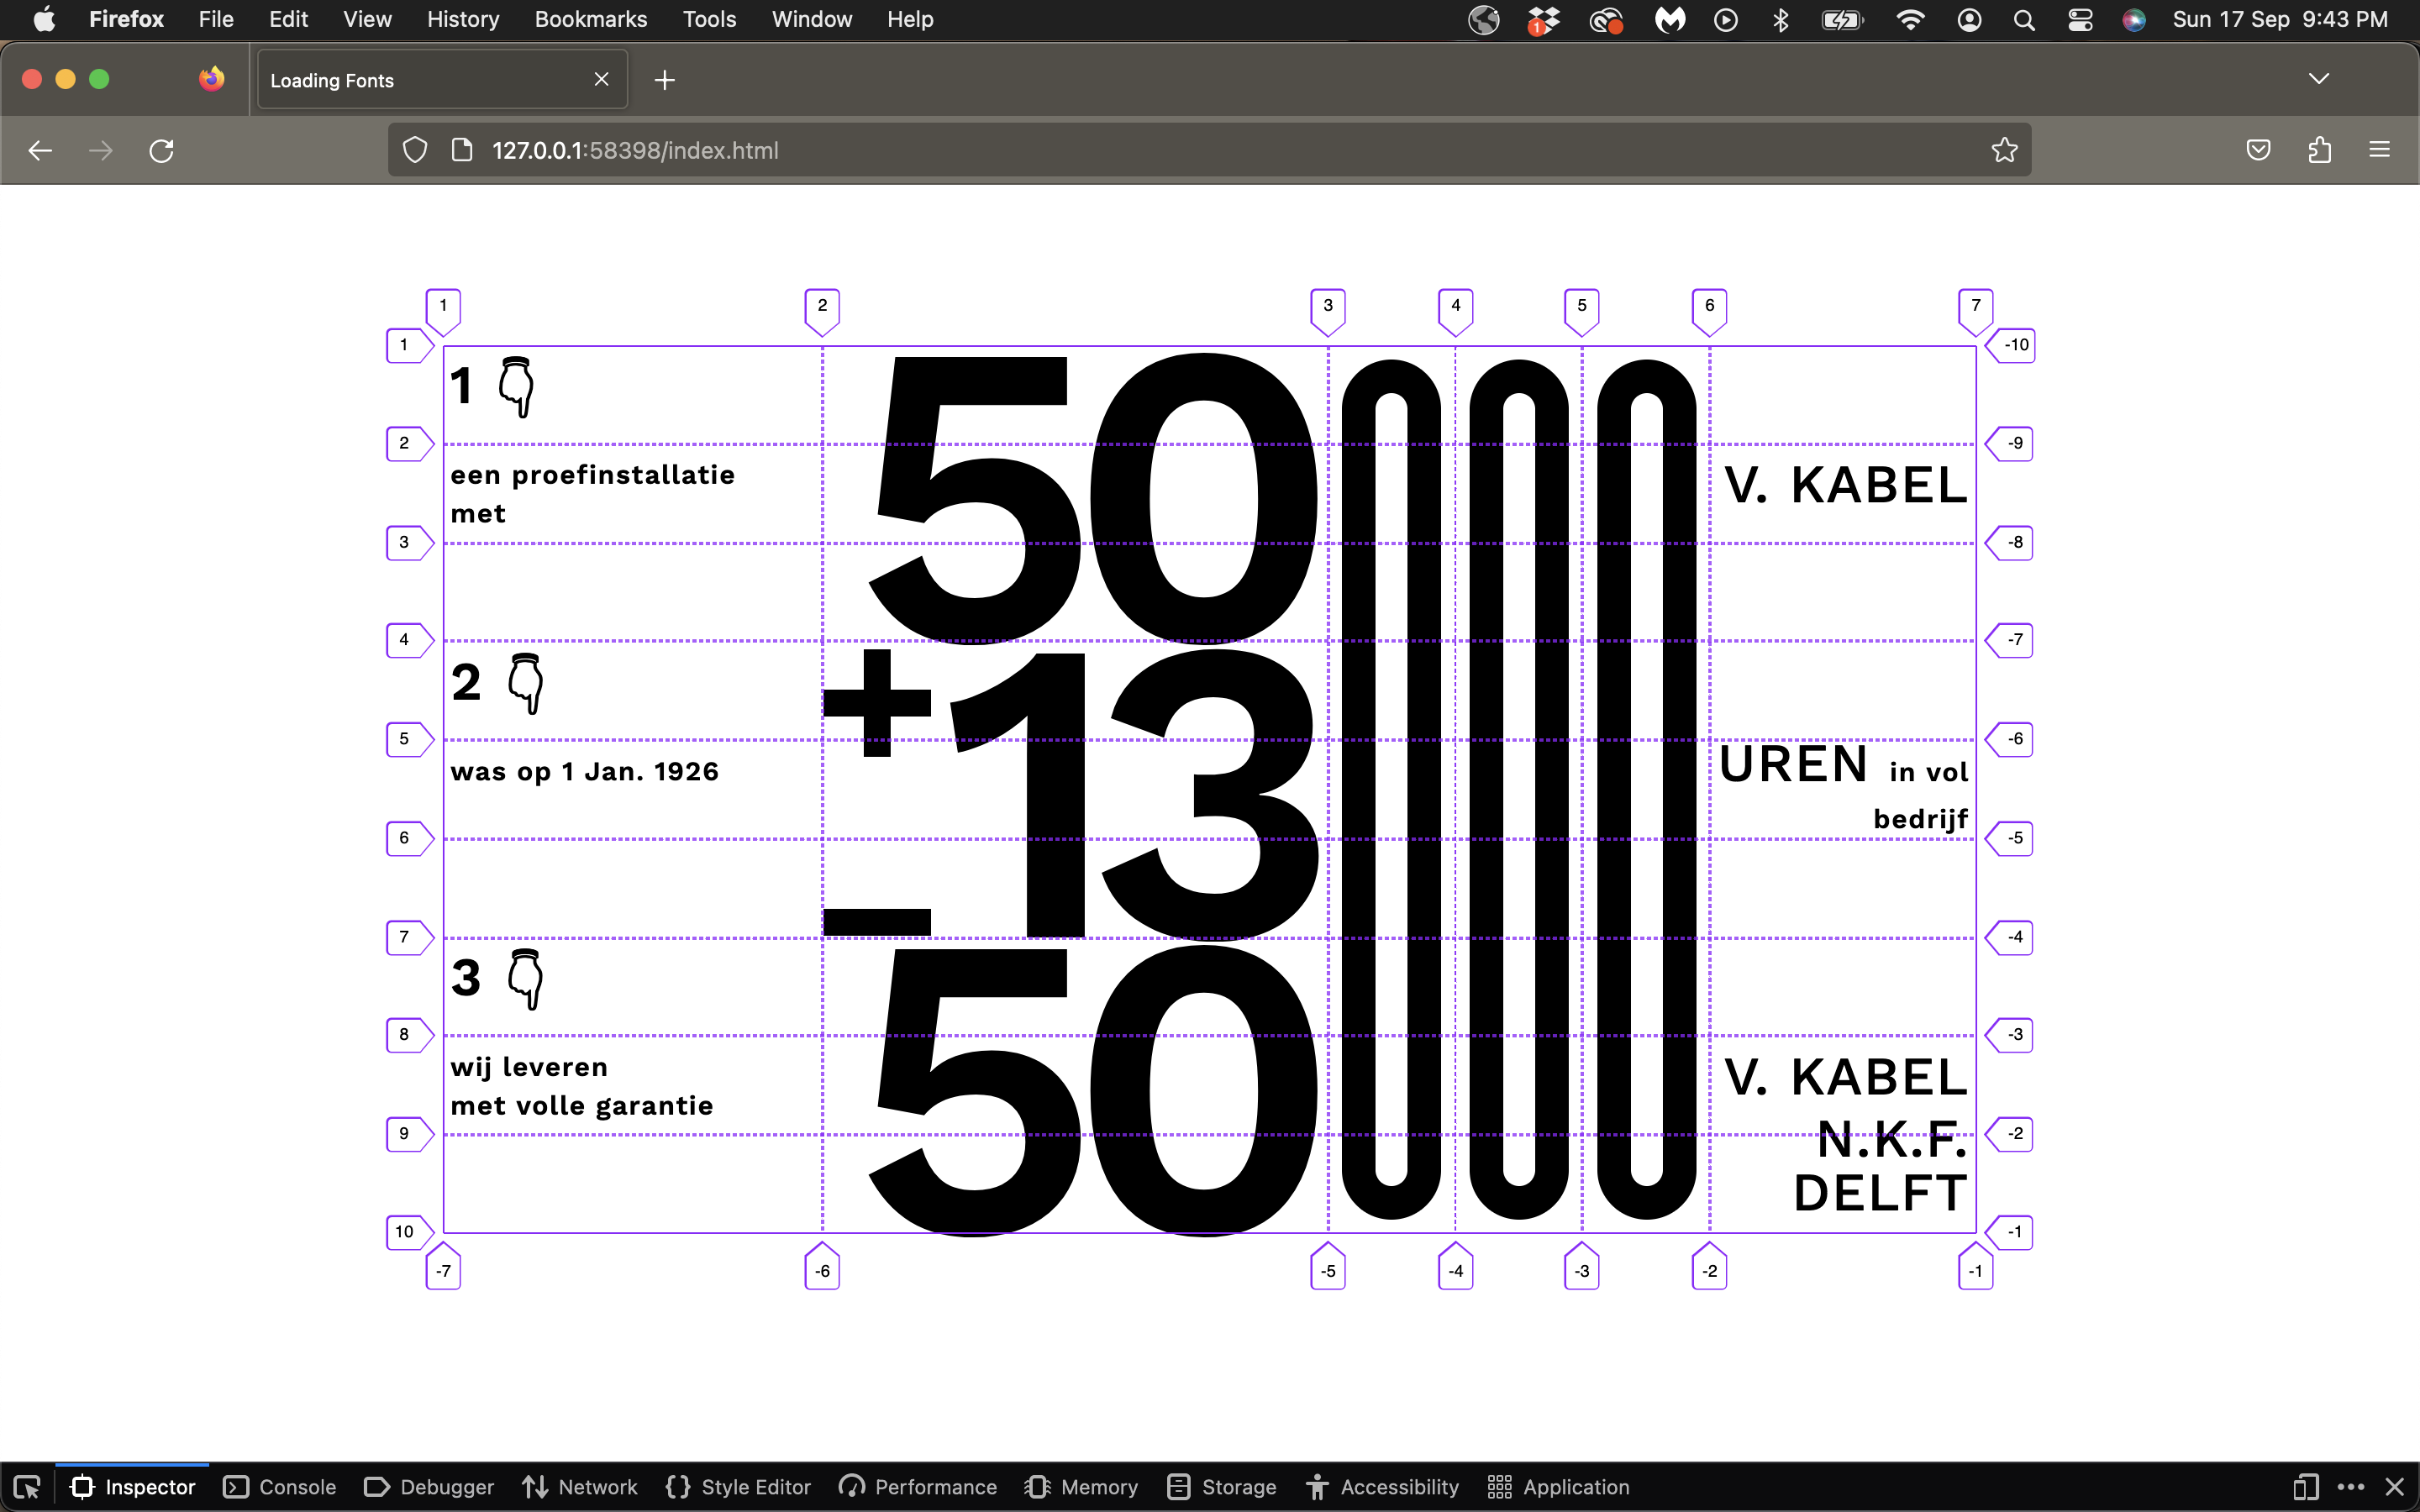 Firefox File Edit View History Bookmarks Tools Window Help 1 Sun 17 Sep 9:43 PM
Loading Fonts
127.0.0.1:58398/index.html
1 2 3 4 5 6 7
1 -10
1 50 000
2 -9
een proefinstallatie
met
V. KABEL
3 -8
4 -7
2 + 13
5 -6
was op 1 Jan. 1926
UREN in vol
bedrijf
6 -5
–
7 -4
3 50
8 -3
wij leveren
met volle garantie
V. KABEL
9 -2
N.K.F.
DELFT
10 -1
-7 -6 -5 -4 -3 -2 -1
Inspector Console Debugger Network Style Editor Performance Memory Storage Accessibility Application